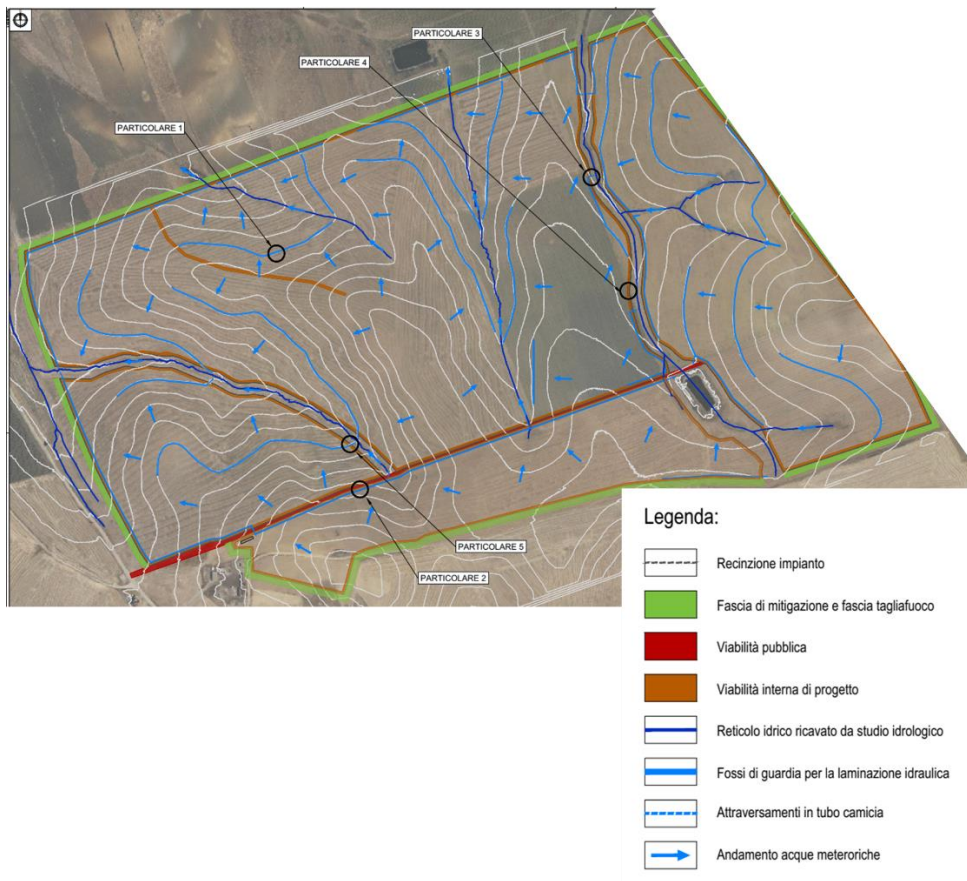 PARTICOLARE 3
PARTICOLARE 4
PARTICOLARE 1
PARTICOLARE 5
PARTICOLARE 2
Legenda:
Recinzione impianto
Fascia di mitigazione e fascia tagliafuoco
Viabilità pubblica
Viabilità interna di progetto
Reticolo idrico ricavato da studio idrologico
Fossi di guardia per la laminazione idraulica
Attraversamenti in tubo camicia
Andamento acque meteroriche